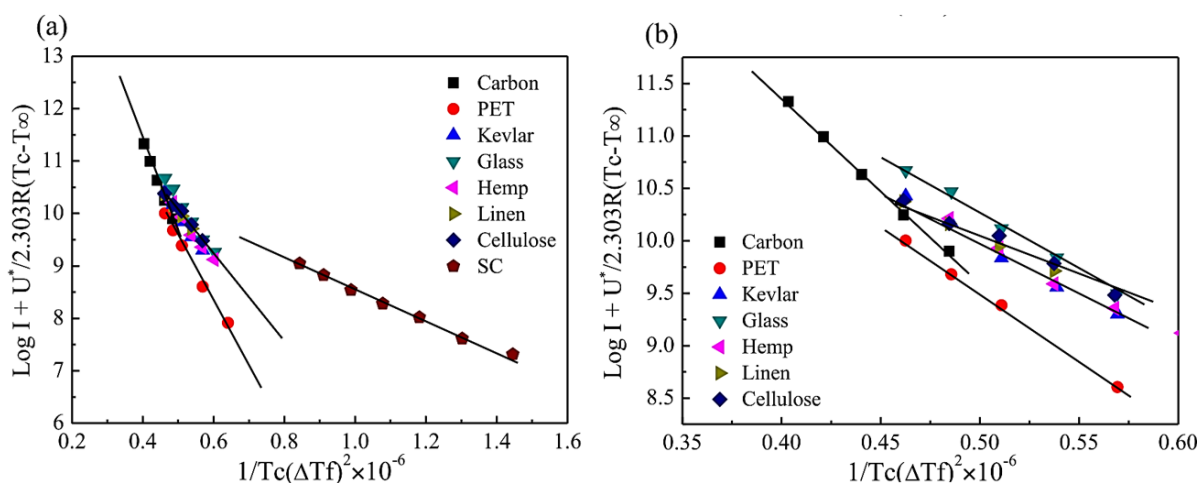 (a)
13
12
11
10
9
8
7
6
Log I + U*/2.303R(Tc-T∞)
Carbon
PET
Kevlar
Glass
Hemp
Linen
Cellulose
SC
0.2 0.4 0.6 0.8 1.0 1.2 1.4 1.6
1/Tc(ΔTf)²×10⁻⁶
(b)
11.5
11.0
10.5
10.0
9.5
9.0
8.5
Log I + U*/2.303R(Tc-T∞)
Carbon
PET
Kevlar
Glass
Hemp
Linen
Cellulose
0.35 0.40 0.45 0.50 0.55 0.60
1/Tc(ΔTf)²×10⁻⁶